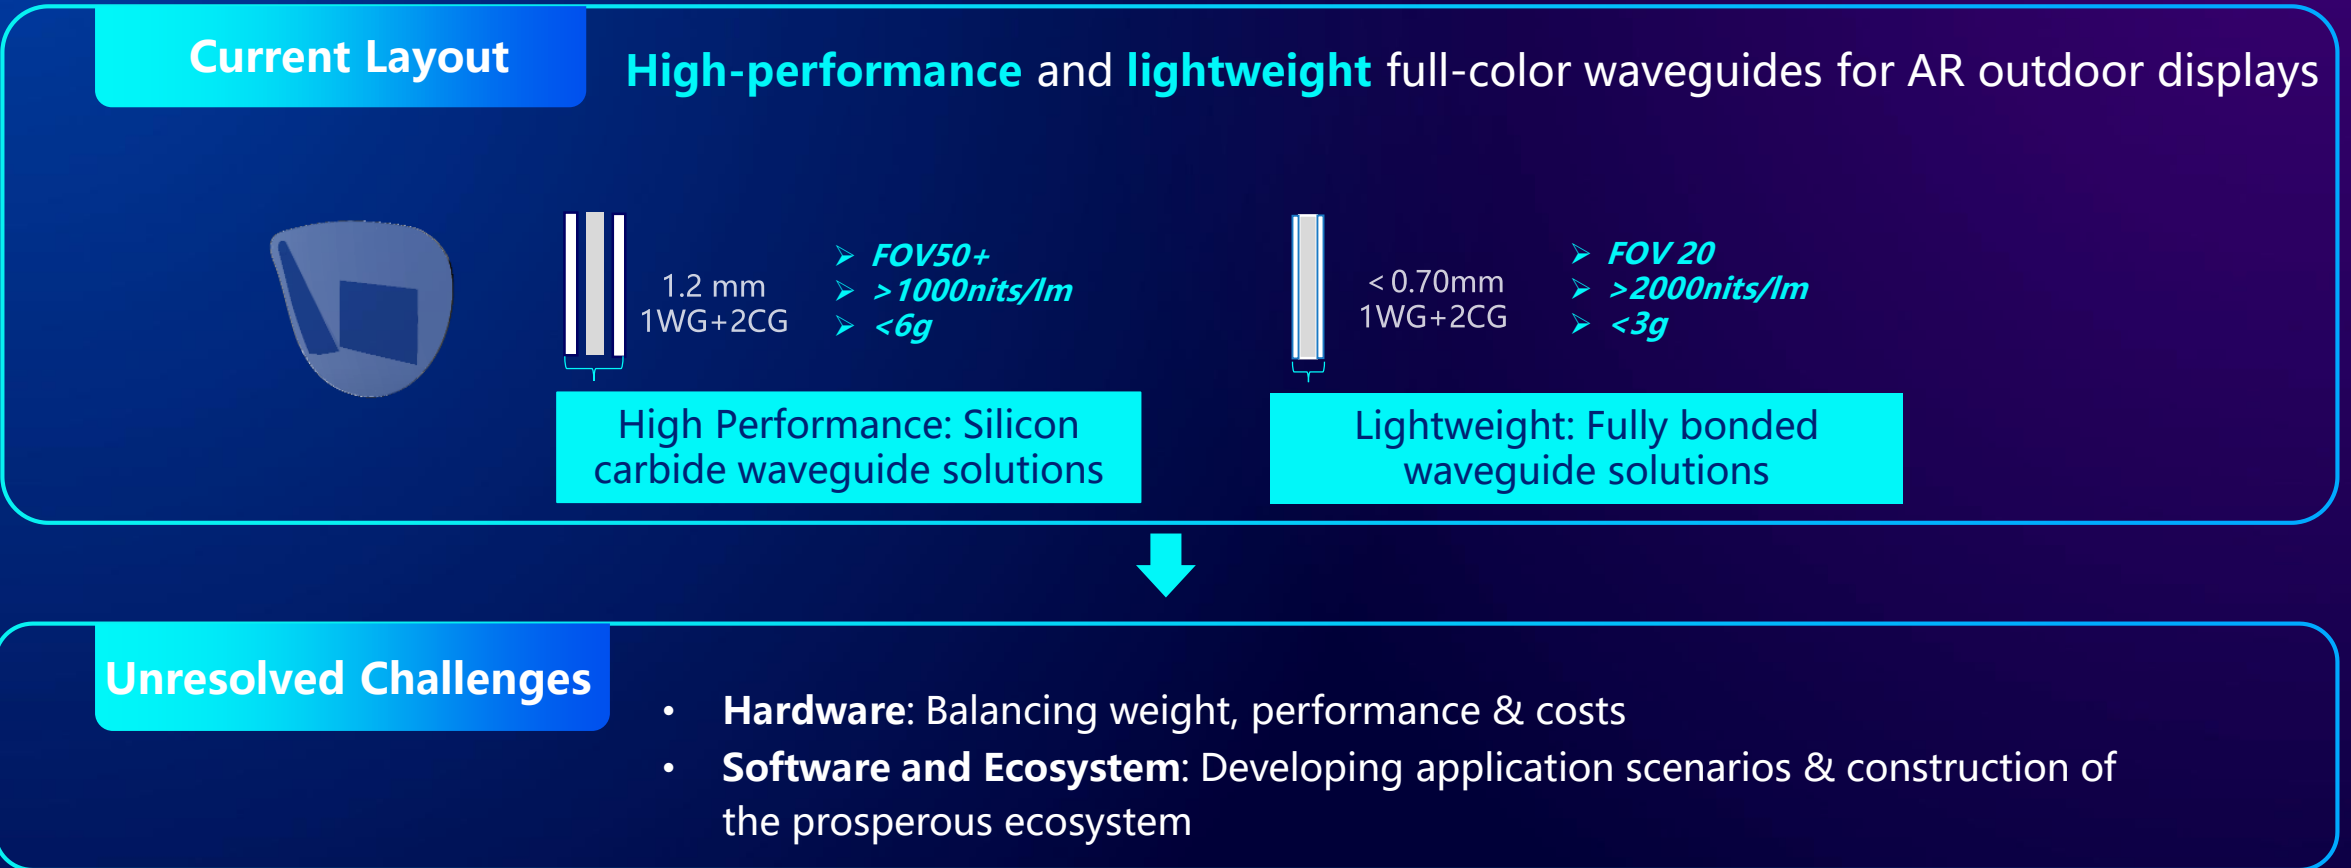 Current Layout
High-performance and lightweight full-color waveguides for AR outdoor displays
1.2 mm
1WG+2CG
➢ FOV50+
➢ >1000nits/lm
➢ <6g
High Performance: Silicon
carbide waveguide solutions
<0.70mm
1WG+2CG
➢ FOV 20
➢ >2000nits/lm
➢ <3g
Lightweight: Fully bonded
waveguide solutions
Unresolved Challenges
• Hardware: Balancing weight, performance & costs
• Software and Ecosystem: Developing application scenarios & construction of
the prosperous ecosystem